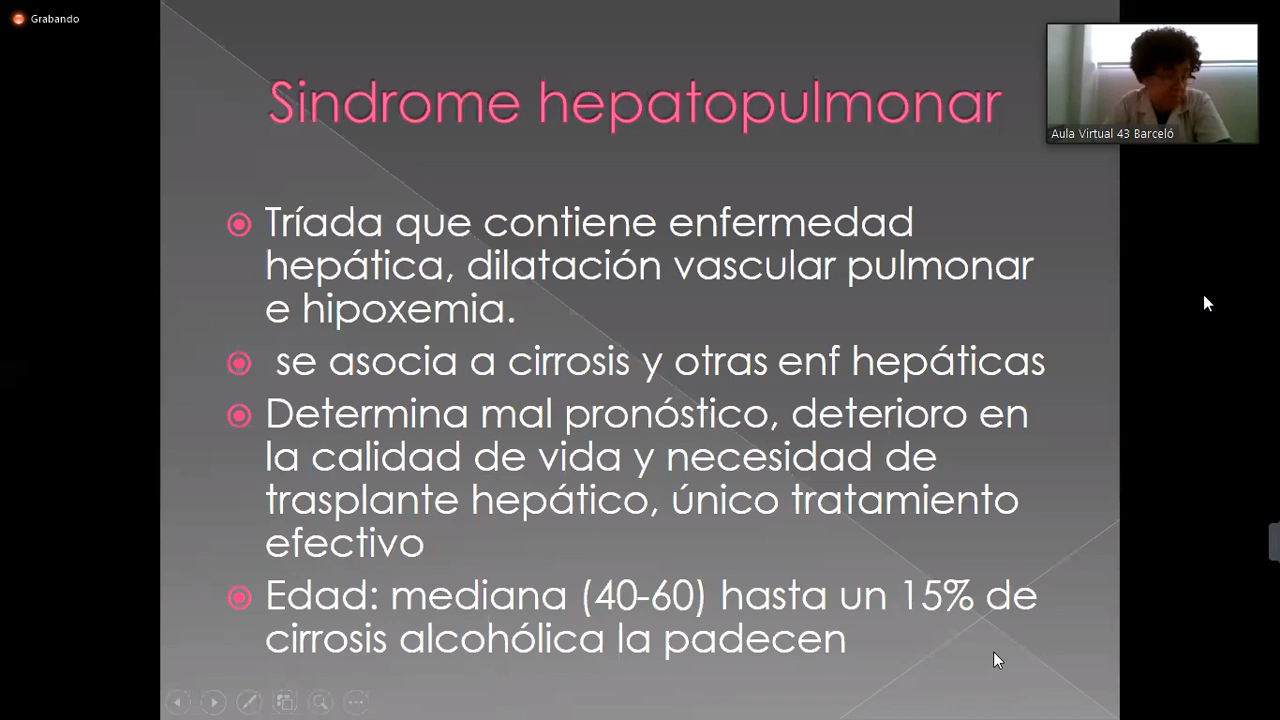 Grabando
Sindrome hepatopulmonar
Aula Virtual 43 Barceló
Tríada que contiene enfermedad
hepática, dilatación vascular pulmonar
e hipoxemia.
se asocia a cirrosis y otras enf hepáticas
Determina mal pronóstico, deterioro en
la calidad de vida y necesidad de
trasplante hepático, único tratamiento
efectivo
Edad: mediana (40-60) hasta un 15% de
cirrosis alcohólica la padecen